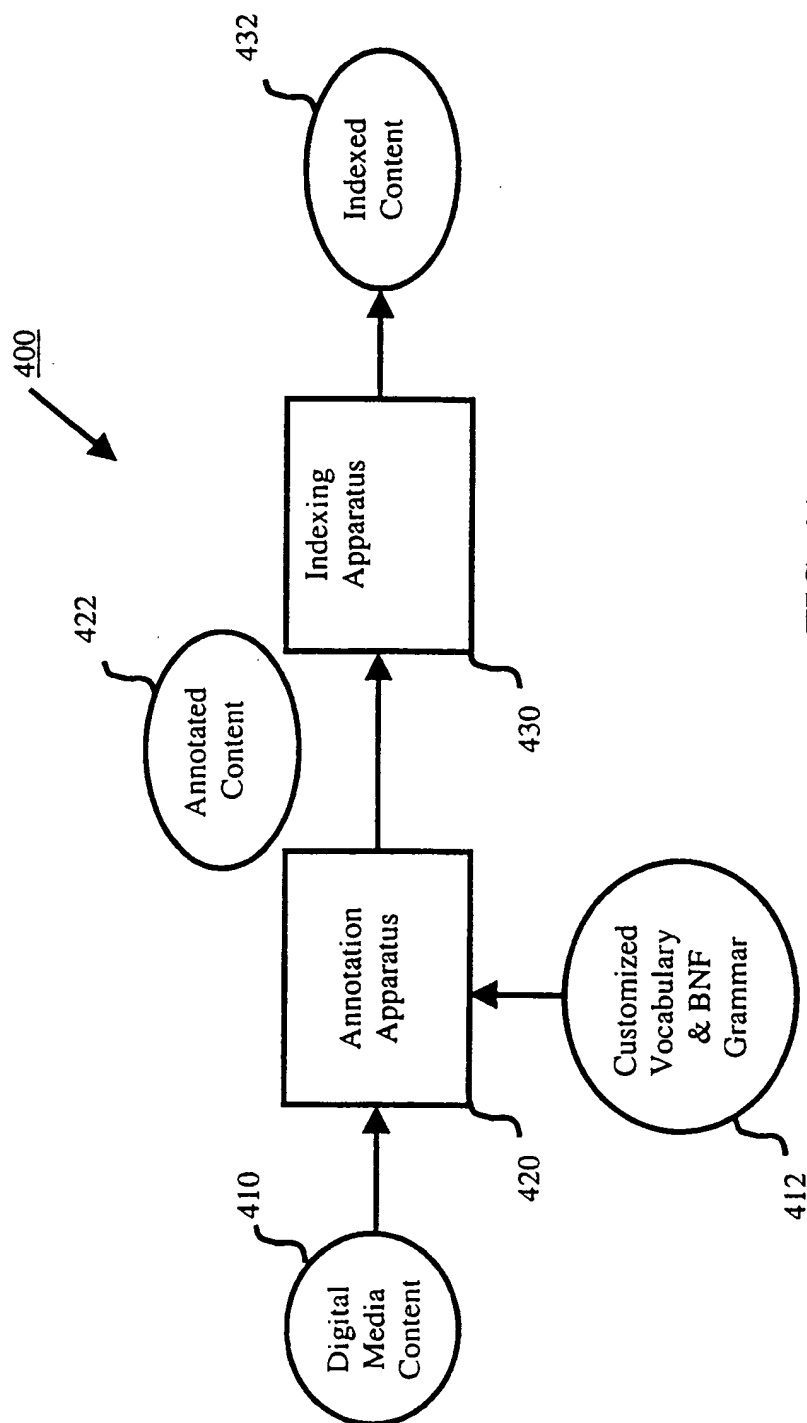 400
410
Digital
Media
Content
Annotation
Apparatus
420
Customized
Vocabulary
& BNF
Grammar
412
422
Annotated
Content
Indexing
Apparatus
430
432
Indexed
Content